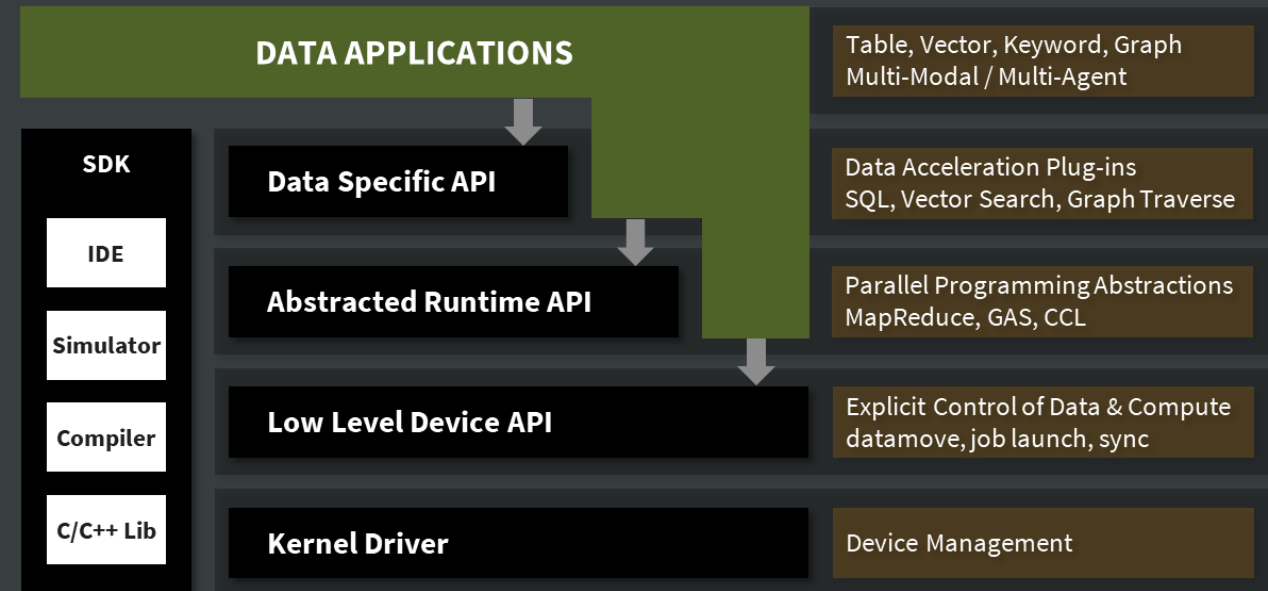 DATA APPLICATIONS
Table, Vector, Keyword, Graph
Multi-Modal / Multi-Agent
SDK
IDE
Simulator
Compiler
C/C++ Lib
Data Specific API
Data Acceleration Plug-ins
SQL, Vector Search, Graph Traverse
Abstracted Runtime API
Parallel Programming Abstractions
MapReduce, GAS, CCL
Low Level Device API
Explicit Control of Data & Compute
datamove, job launch, sync
Kernel Driver
Device Management